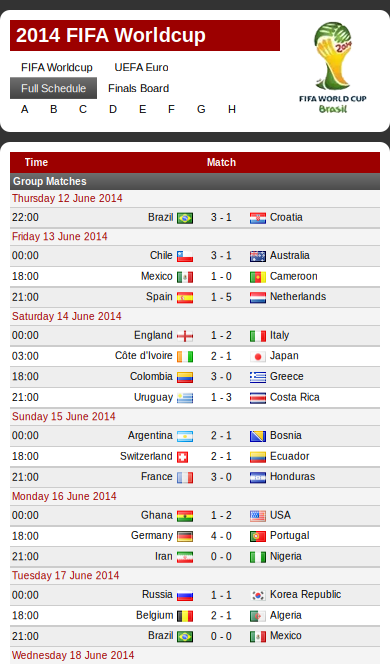 2014 FIFA Worldcup
FIFA Worldcup UEFA Euro
Full Schedule Finals Board
A B C D E F G H
FIFA WORLD CUP
Brasil
Time Match
Group Matches
Thursday 12 June 2014
22:00 Brazil 3 - 1 Croatia
Friday 13 June 2014
00:00 Chile 3 - 1 Australia
18:00 Mexico 1 - 0 Cameroon
21:00 Spain 1 - 5 Netherlands
Saturday 14 June 2014
00:00 England 1 - 2 Italy
03:00 Côte d'Ivoire 2 - 1 Japan
18:00 Colombia 3 - 0 Greece
21:00 Uruguay 1 - 3 Costa Rica
Sunday 15 June 2014
00:00 Argentina 2 - 1 Bosnia
18:00 Switzerland 2 - 1 Ecuador
21:00 France 3 - 0 Honduras
Monday 16 June 2014
00:00 Ghana 1 - 2 USA
18:00 Germany 4 - 0 Portugal
21:00 Iran 0 - 0 Nigeria
Tuesday 17 June 2014
00:00 Russia 1 - 1 Korea Republic
18:00 Belgium 2 - 1 Algeria
21:00 Brazil 0 - 0 Mexico
Wednesday 18 June 2014